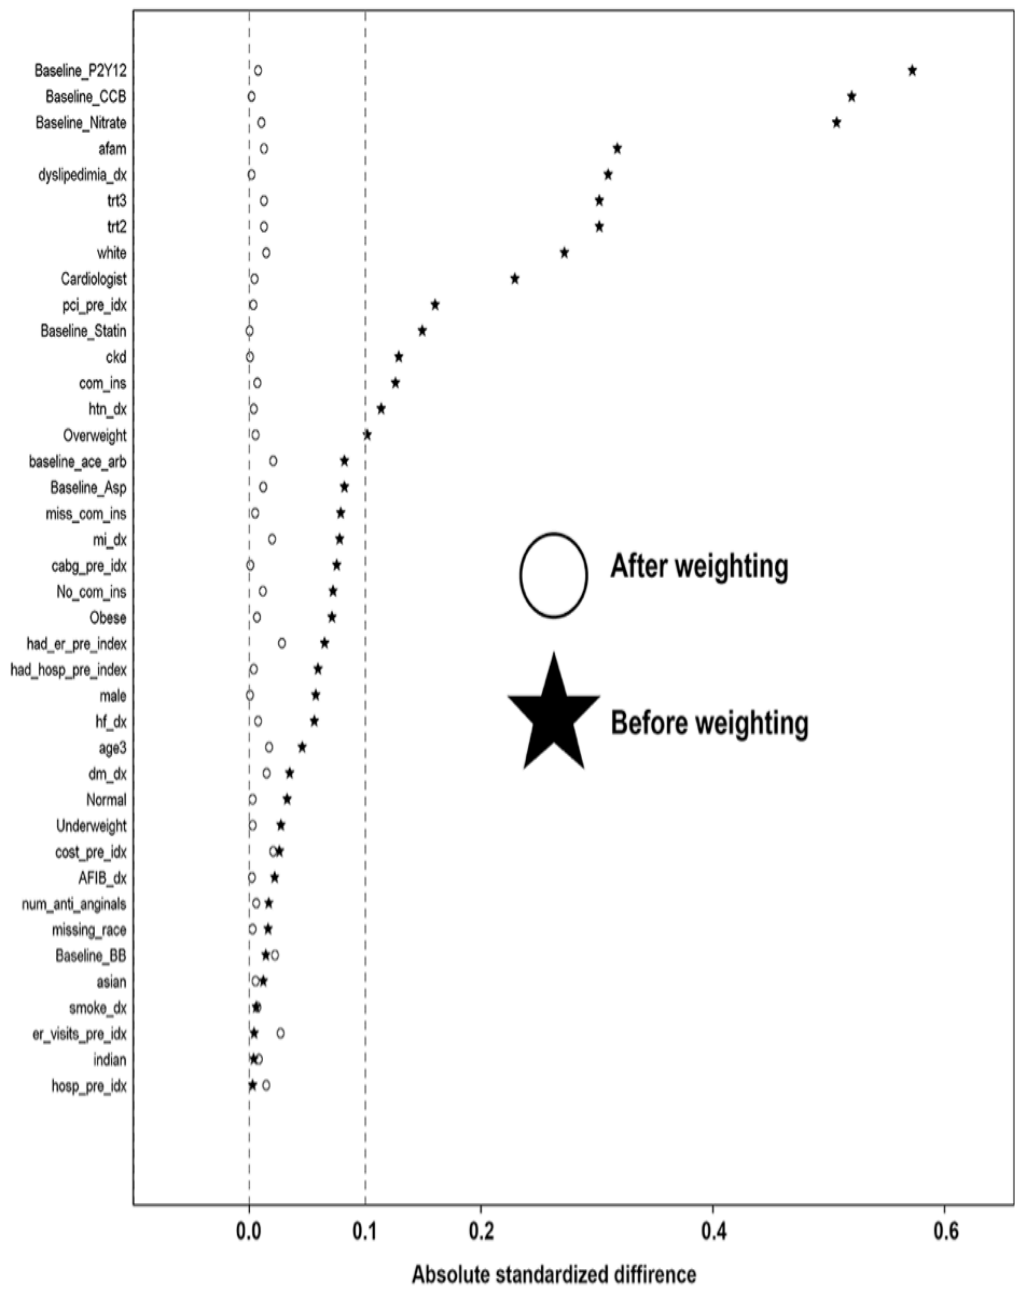 Baseline_P2Y12
Baseline_CCB
Baseline_Nitrate
afam
dyslipedimia_dx
trt3
trt2
white
Cardiologist
pci_pre_idx
Baseline_Statin
ckd
com_ins
htn_dx
Overweight
baseline_ace_arb
Baseline_Asp
miss_com_ins
mi_dx
cabg_pre_idx
No_com_ins
Obese
had_er_pre_index
had_hosp_pre_index
male
hf_dx
age3
dm_dx
Normal
Underweight
cost_pre_idx
AFIB_dx
num_anti_anginals
missing_race
Baseline_BB
asian
smoke_dx
er_visits_pre_idx
indian
hosp_pre_idx
After weighting
Before weighting
0.0 0.1 0.2 0.4 0.6
Absolute standardized diffirence